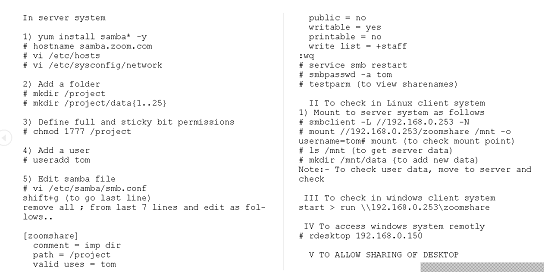 In server system
1) yum install samba* -y
# hostname samba.zoom.com
# vi /etc/hosts
# vi /etc/sysconfig/network
2) Add a folder
# mkdir /project
# mkdir /project/data{1..25}
3) Define full and sticky bit permissions
# chmod 1777 /project
4) Add a user
# useradd tom
5) Edit samba file
# vi /etc/samba/smb.conf
shift+g (to go last line)
remove all ; from last 7 lines and edit as fol-
lows..
[zoomshare]
comment = imp dir
path = /project
valid uses = tom
public = no
writable = yes
printable = no
write list = +staff
:wq
# service smb restart
# smbpasswd -a tom
# testparm (to view sharenames)
II To check in Linux client system
1) Mount to server system as follows
# smbclient -L //192.168.0.253 -N
# mount //192.168.0.253/zoomshare /mnt -o
username=tom# mount (to check mount point)
# ls /mnt (to get server data)
# mkdir /mnt/data (to add new data)
Note:- To check user data, move to server and
check
III To check in windows client system
start > run \\192.168.0.253\zoomshare
IV To access windows system remotly
# rdesktop 192.168.0.150
V TO ALLOW SHARING OF DESKTOP